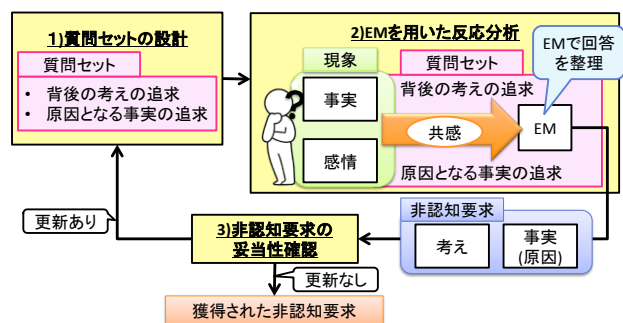 1)質問セットの設計
質問セット
• 背後の考えの追求
• 原因となる事実の追求
2)EMを用いた反応分析
現象
事実
感情
?
質問セット
背後の考えの追求
共感
EM
原因となる事実の追求
EMで回答
を整理
非認知要求
考え
事実
(原因)
3)非認知要求の
妥当性確認
更新あり
更新なし
獲得された非認知要求